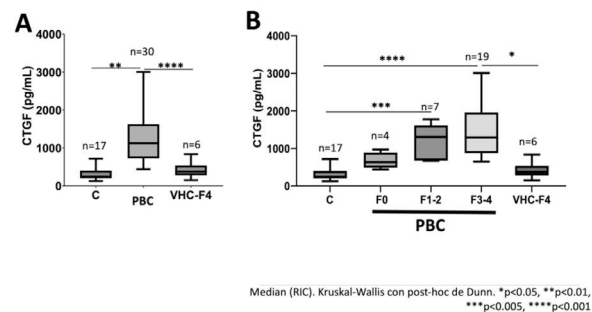 A
CTGF (pg/mL)
4000
3000
2000
1000
0
n=30
** ****
n=17
n=6
C PBC VHC-F4
B
CTGF (pg/mL)
4000
3000
2000
1000
0
**** n=19 *
*** n=7
n=17 n=4 n=6
C F0 F1-2 F3-4 VHC-F4
PBC
Median (RIC). Kruskal-Wallis con post-hoc de Dunn. *p<0.05, **p<0.01,
***p<0.005, ****p<0.001